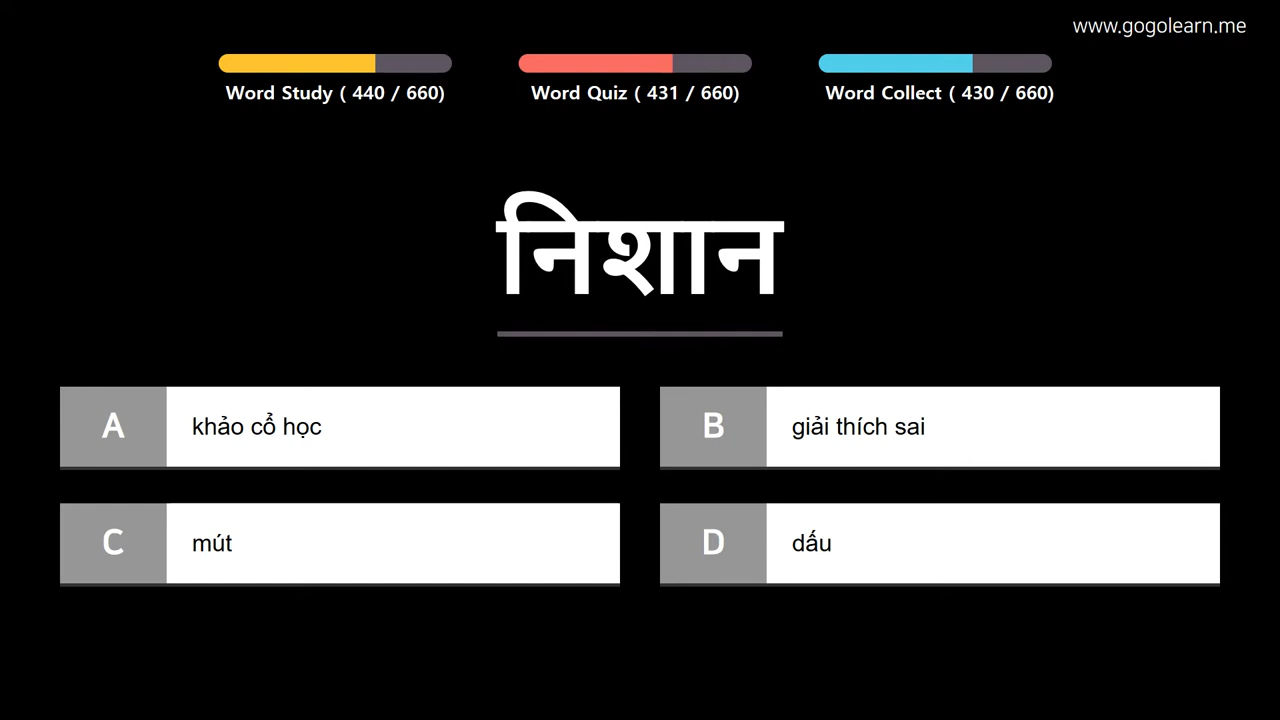 www.gogolearn.me
Word Study ( 440 / 660)
Word Quiz ( 431 / 660)
Word Collect ( 430 / 660)
निशान
A
khảo cổ học
B
giải thích sai
C
mút
D
dấu